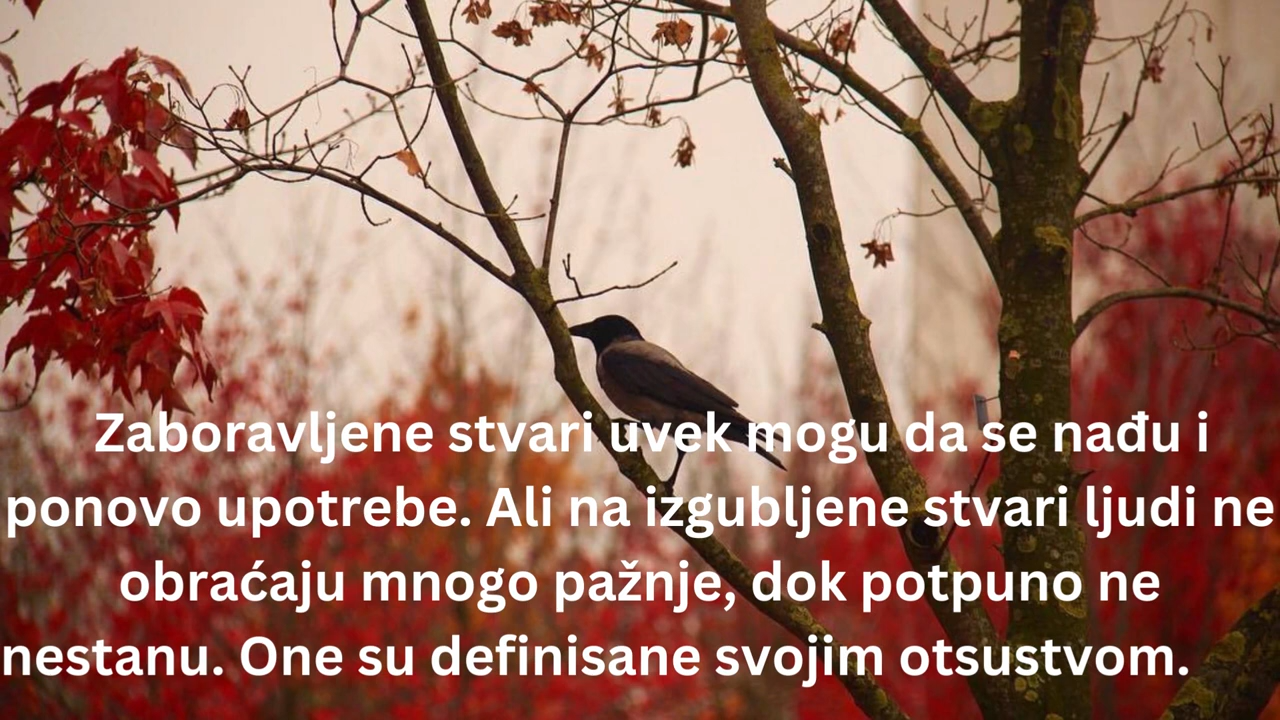 Zaboravljene stvari uvek mogu da se nađu i
ponovo upotrebe. Ali na izgubljene stvari ljudi ne
obraćaju mnogo pažnje, dok potpuno ne
nestanu. One su definisane svojim otsustvom.